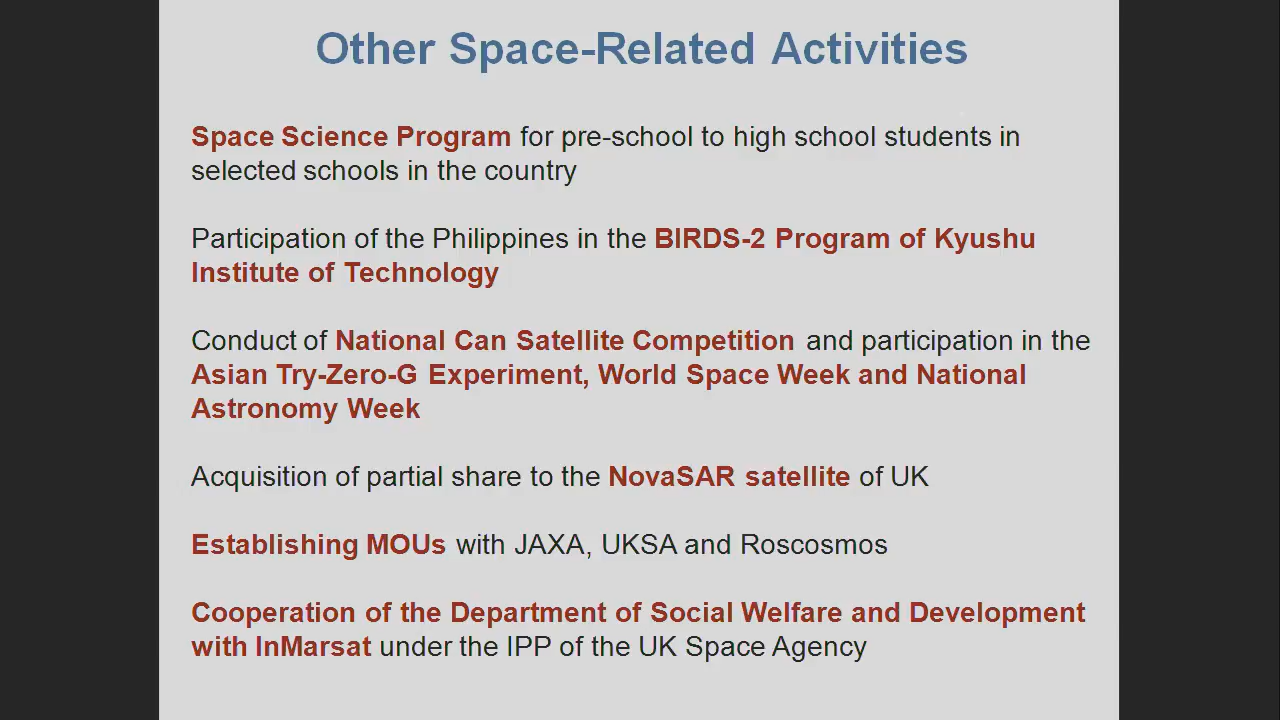 Other Space-Related Activities
Space Science Program for pre-school to high school students in
selected schools in the country
Participation of the Philippines in the BIRDS-2 Program of Kyushu
Institute of Technology
Conduct of National Can Satellite Competition and participation in the
Asian Try-Zero-G Experiment, World Space Week and National
Astronomy Week
Acquisition of partial share to the NovaSAR satellite of UK
Establishing MOUs with JAXA, UKSA and Roscosmos
Cooperation of the Department of Social Welfare and Development
with InMarsat under the IPP of the UK Space Agency